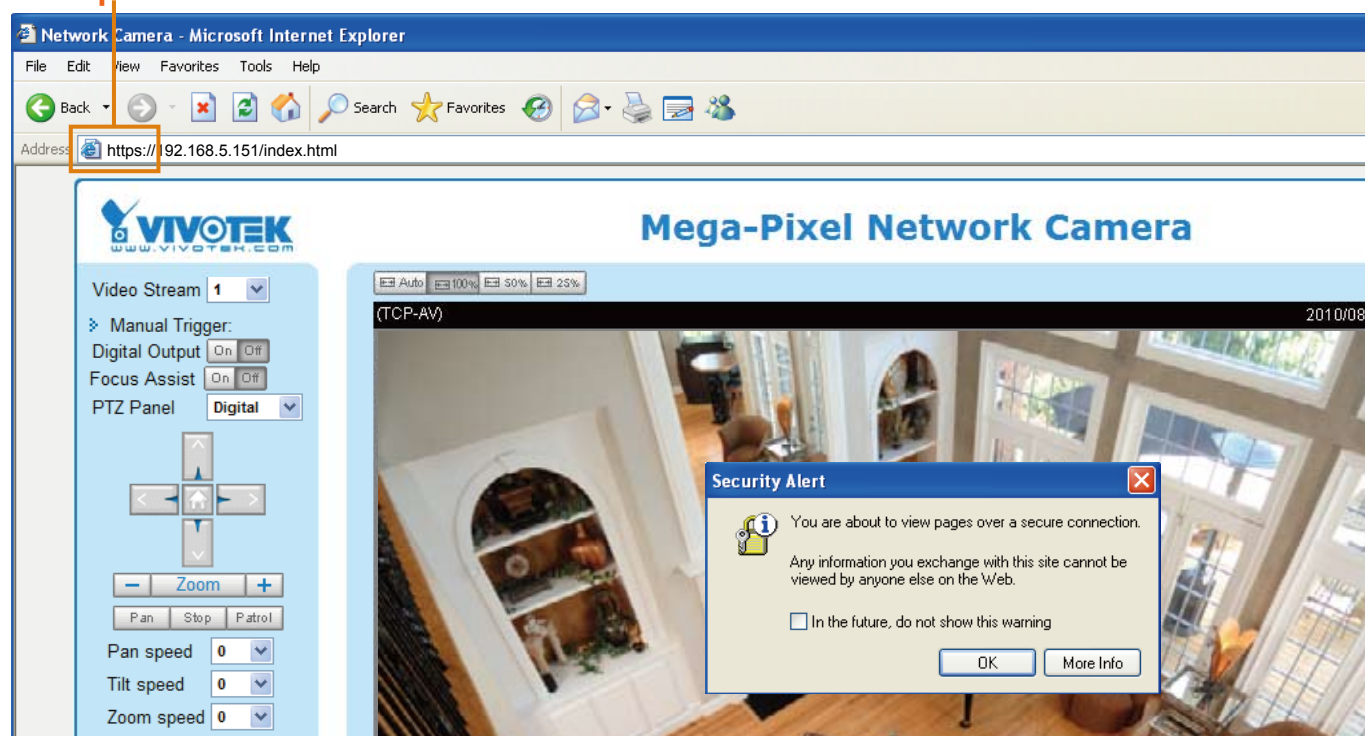 Network Camera - Microsoft Internet Explorer
File Edit View Favorites Tools Help
Back Search Favorites
Address https://192.168.5.151/index.html
VIVOTEK
www.vivotek.com
Mega-Pixel Network Camera
Video Stream 1
Manual Trigger:
Digital Output On Off
Focus Assist On Off
PTZ Panel Digital
Zoom
Pan Stop Patrol
Pan speed 0
Tilt speed 0
Zoom speed 0
Auto 100% 50% 25%
(TCP-AV) 2010/08
Security Alert
You are about to view pages over a secure connection.
Any information you exchange with this site cannot be
viewed by anyone else on the Web.
In the future, do not show this warning
OK More Info